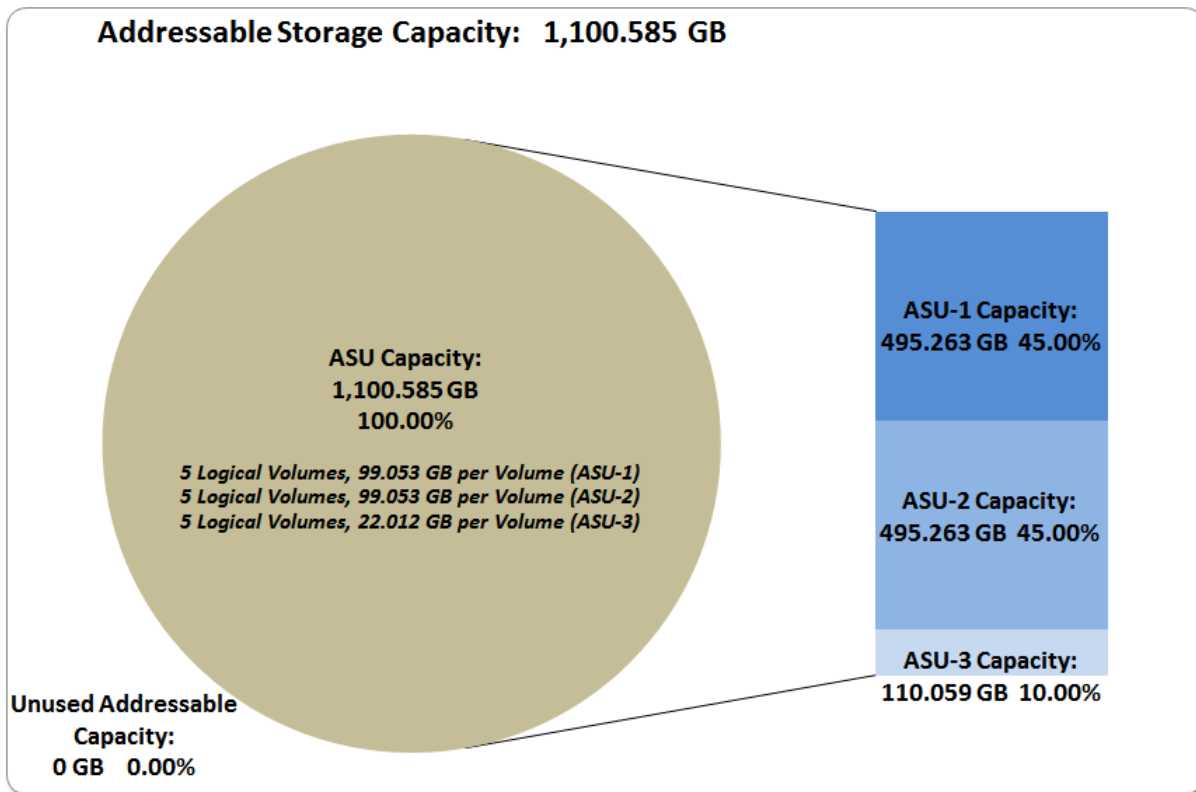 Addressable Storage Capacity: 1,100.585 GB
ASU Capacity:
1,100.585 GB
100.00%
5 Logical Volumes, 99.053 GB per Volume (ASU-1)
5 Logical Volumes, 99.053 GB per Volume (ASU-2)
5 Logical Volumes, 22.012 GB per Volume (ASU-3)
ASU-1 Capacity:
495.263 GB 45.00%
ASU-2 Capacity:
495.263 GB 45.00%
ASU-3 Capacity:
110.059 GB 10.00%
Unused Addressable
Capacity:
0 GB 0.00%